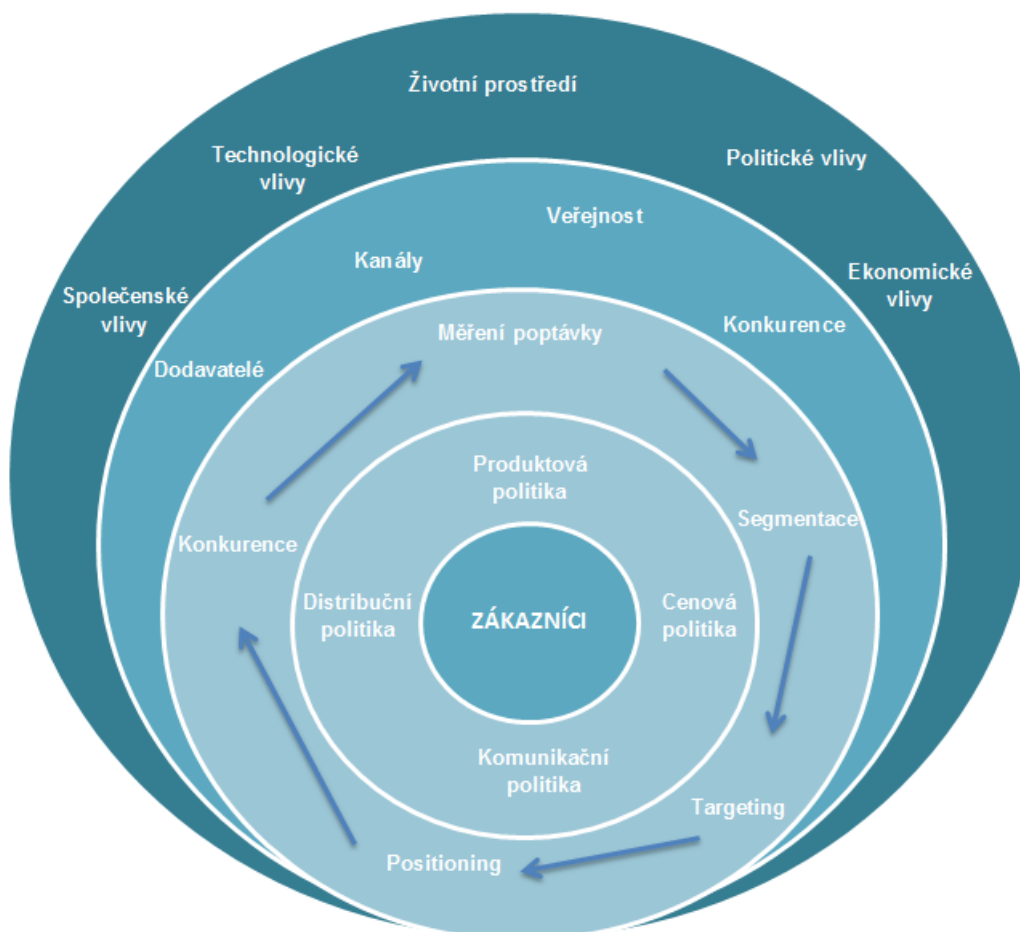 Životní prostředí
Technologické
vlivy
Politické vlivy
Veřejnost
Kanály
Ekonomické
vlivy
Společenské
vlivy
Konkurence
Měření poptávky
Dodavatelé
Produktová
politika
Segmentace
Konkurence
Distribuční
politika
ZÁKAZNÍCI
Cenová
politika
Komunikační
politika
Targeting
Positioning